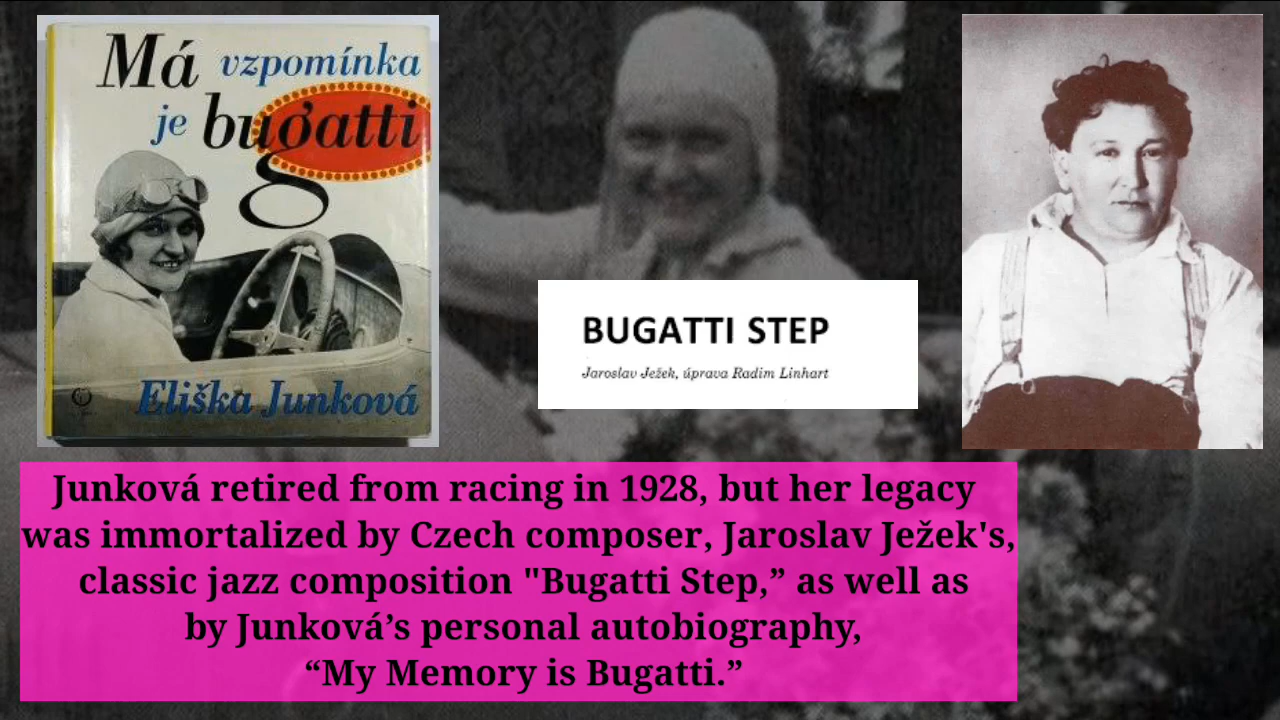 Má vzpomínka
je bugatti
Eliška Junková
BUGATTI STEP
Jaroslav Ježek, úprava Radim Linhart
Junková retired from racing in 1928, but her legacy
was immortalized by Czech composer, Jaroslav Ježek's,
classic jazz composition "Bugatti Step,” as well as
by Junková’s personal autobiography,
“My Memory is Bugatti.”